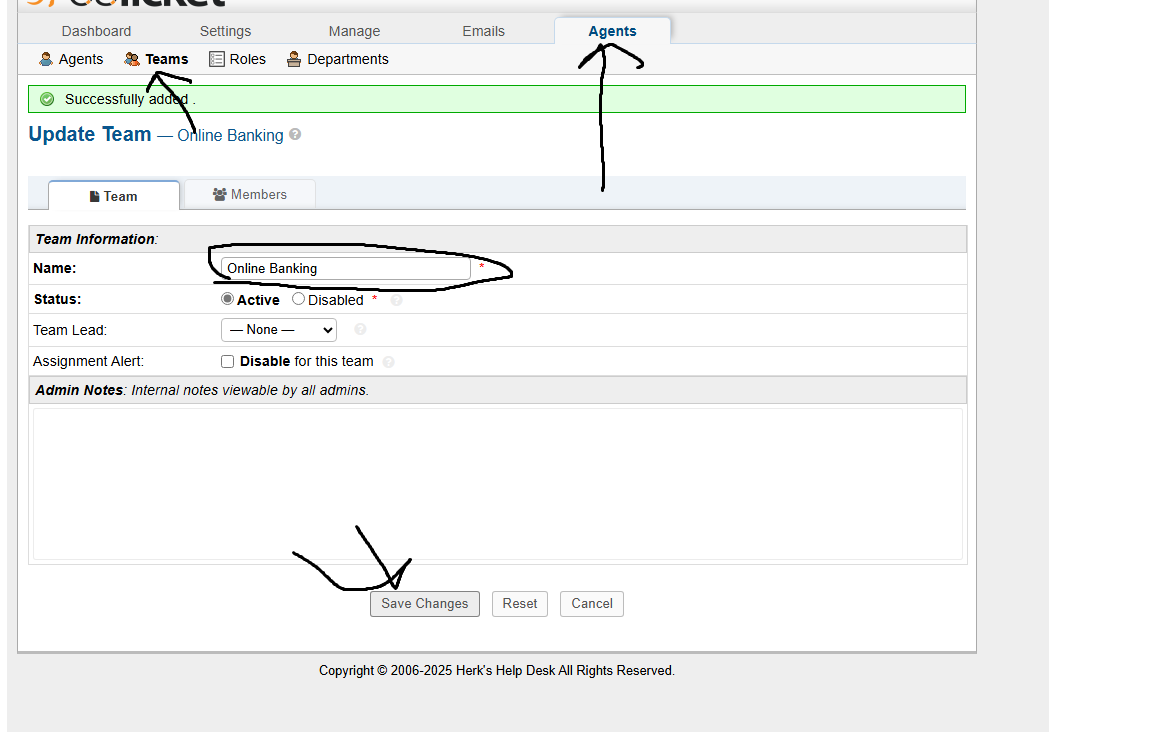 Dashboard Settings Manage Emails Agents
Agents Teams Roles Departments
Successfully added .
Update Team — Online Banking ?
Team Members
Team Information:
Name: Online Banking *
Status: Active Disabled * ?
Team Lead: — None — ?
Assignment Alert: Disable for this team ?
Admin Notes: Internal notes viewable by all admins.
Save Changes Reset Cancel
Copyright © 2006-2025 Herk's Help Desk All Rights Reserved.